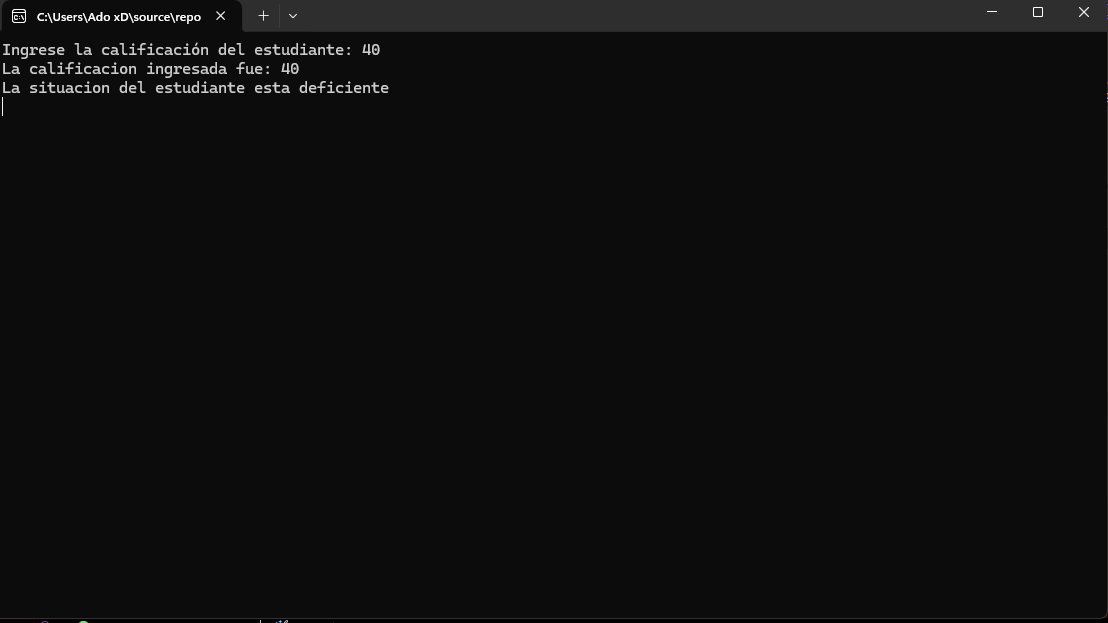 C:\Users\Ado xD\source\repo
Ingrese la calificación del estudiante: 40
La calificacion ingresada fue: 40
La situacion del estudiante esta deficiente